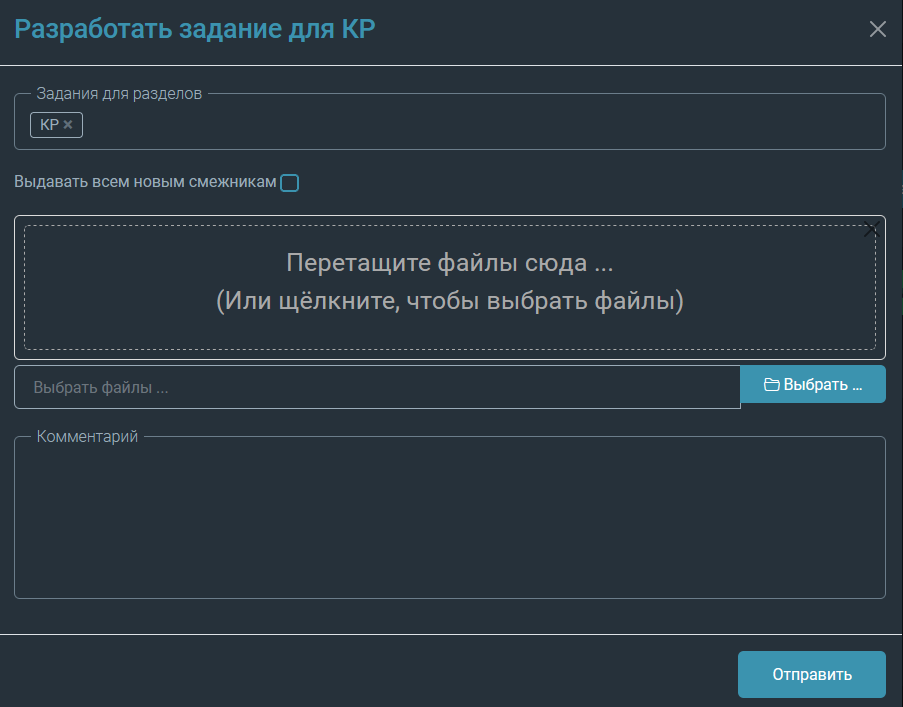 Разработать задание для КР
Задания для разделов
КР ×
Выдавать всем новым смежникам
Перетащите файлы сюда ...
(Или щёлкните, чтобы выбрать файлы)
Выбрать файлы ...
Выбрать ...
Комментарий
Отправить